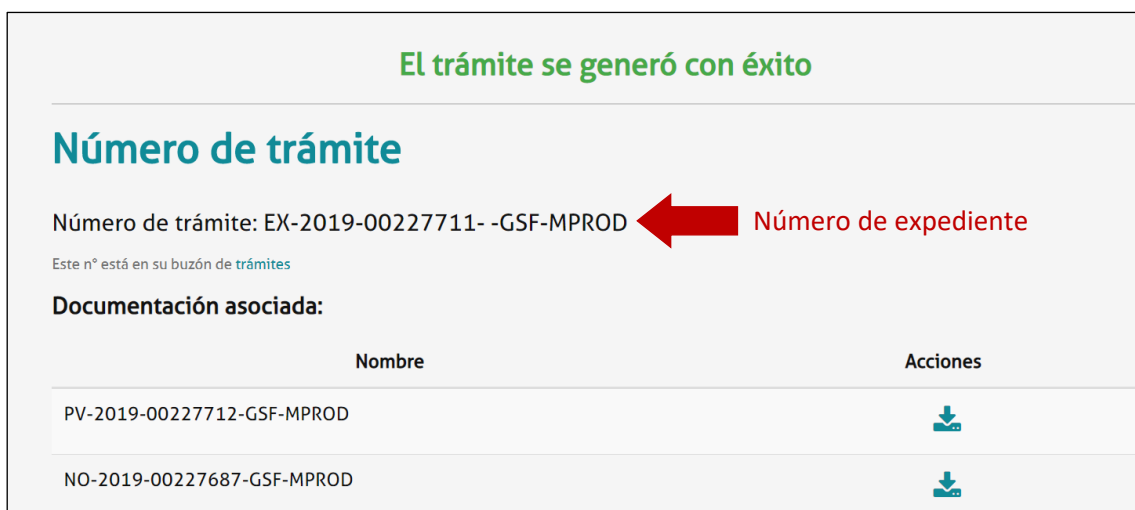 El trámite se generó con éxito
Número de trámite
Número de trámite: EX-2019-00227711- -GSF-MPROD
Número de expediente
Este n° está en su buzón de trámites
Documentación asociada:
Nombre
Acciones
PV-2019-00227712-GSF-MPROD
NO-2019-00227687-GSF-MPROD